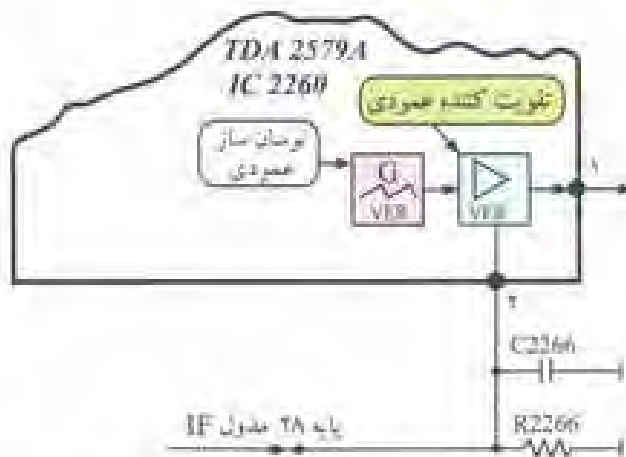 TDA 2579A
IC 2260
تقویت کننده عمودی
نوسان ساز
عمودی
VER
VER
۱
۲
C2266
R2266
پایه ۲۸ مدول IF